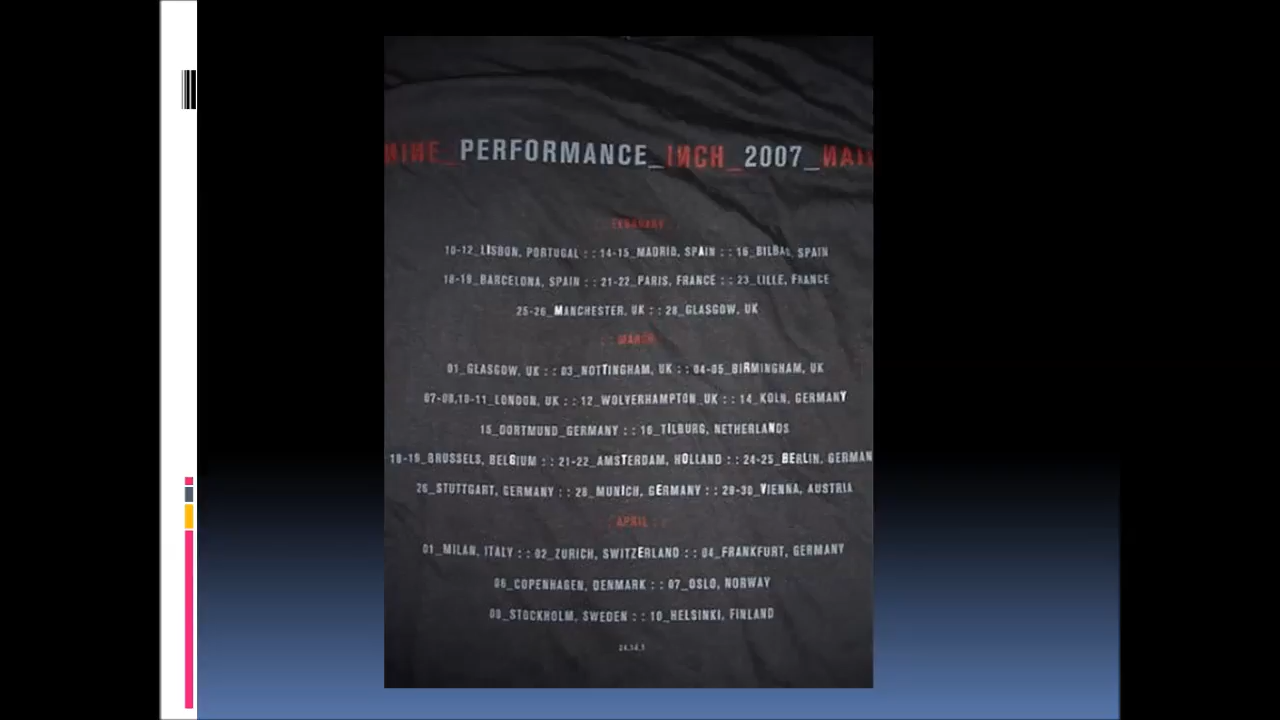 NINE_PERFORMANCE_INCH_2007_NAI
: : FEBRUARY : :
10-12_LISBON, PORTUGAL : : 14-15_MADRID, SPAIN : : 16_BILBAO, SPAIN
18-19_BARCELONA, SPAIN : : 21-22_PARIS, FRANCE : : 23_LILLE, FRANCE
25-26_MANCHESTER, UK : : 28_GLASGOW, UK
: : MARCH : :
01_GLASGOW, UK : : 03_NOTTINGHAM, UK : : 04-05_BIRMINGHAM, UK
07-08,10-11_LONDON, UK : : 12_WOLVERHAMPTON_UK : : 14_KOLN, GERMANY
15_DORTMUND_GERMANY : : 16_TILBURG, NETHERLANDS
18-19_BRUSSELS, BELGIUM : : 21-22_AMSTERDAM, HOLLAND : : 24-25_BERLIN, GERMAN
26_STUTTGART, GERMANY : : 28_MUNICH, GERMANY : : 29-30_VIENNA, AUSTRIA
: : APRIL : :
01_MILAN, ITALY : : 02_ZURICH, SWITZERLAND : : 04_FRANKFURT, GERMANY
06_COPENHAGEN, DENMARK : : 07_OSLO, NORWAY
09_STOCKHOLM, SWEDEN : : 10_HELSINKI, FINLAND